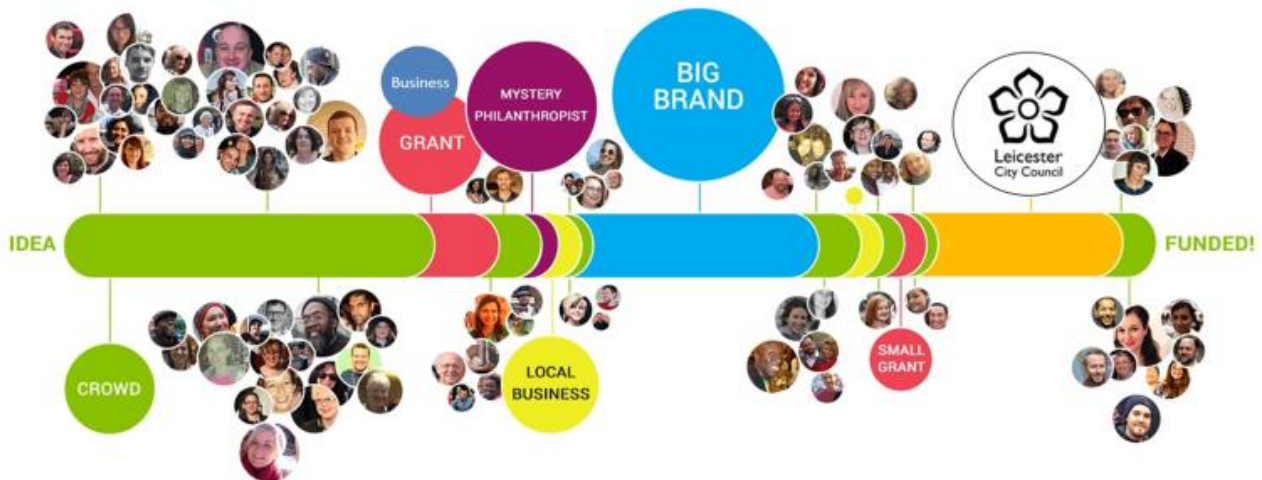 Business
GRANT
MYSTERY
PHILANTHROPIST
BIG
BRAND
Leicester
City Council
IDEA
FUNDED!
CROWD
LOCAL
BUSINESS
SMALL
GRANT